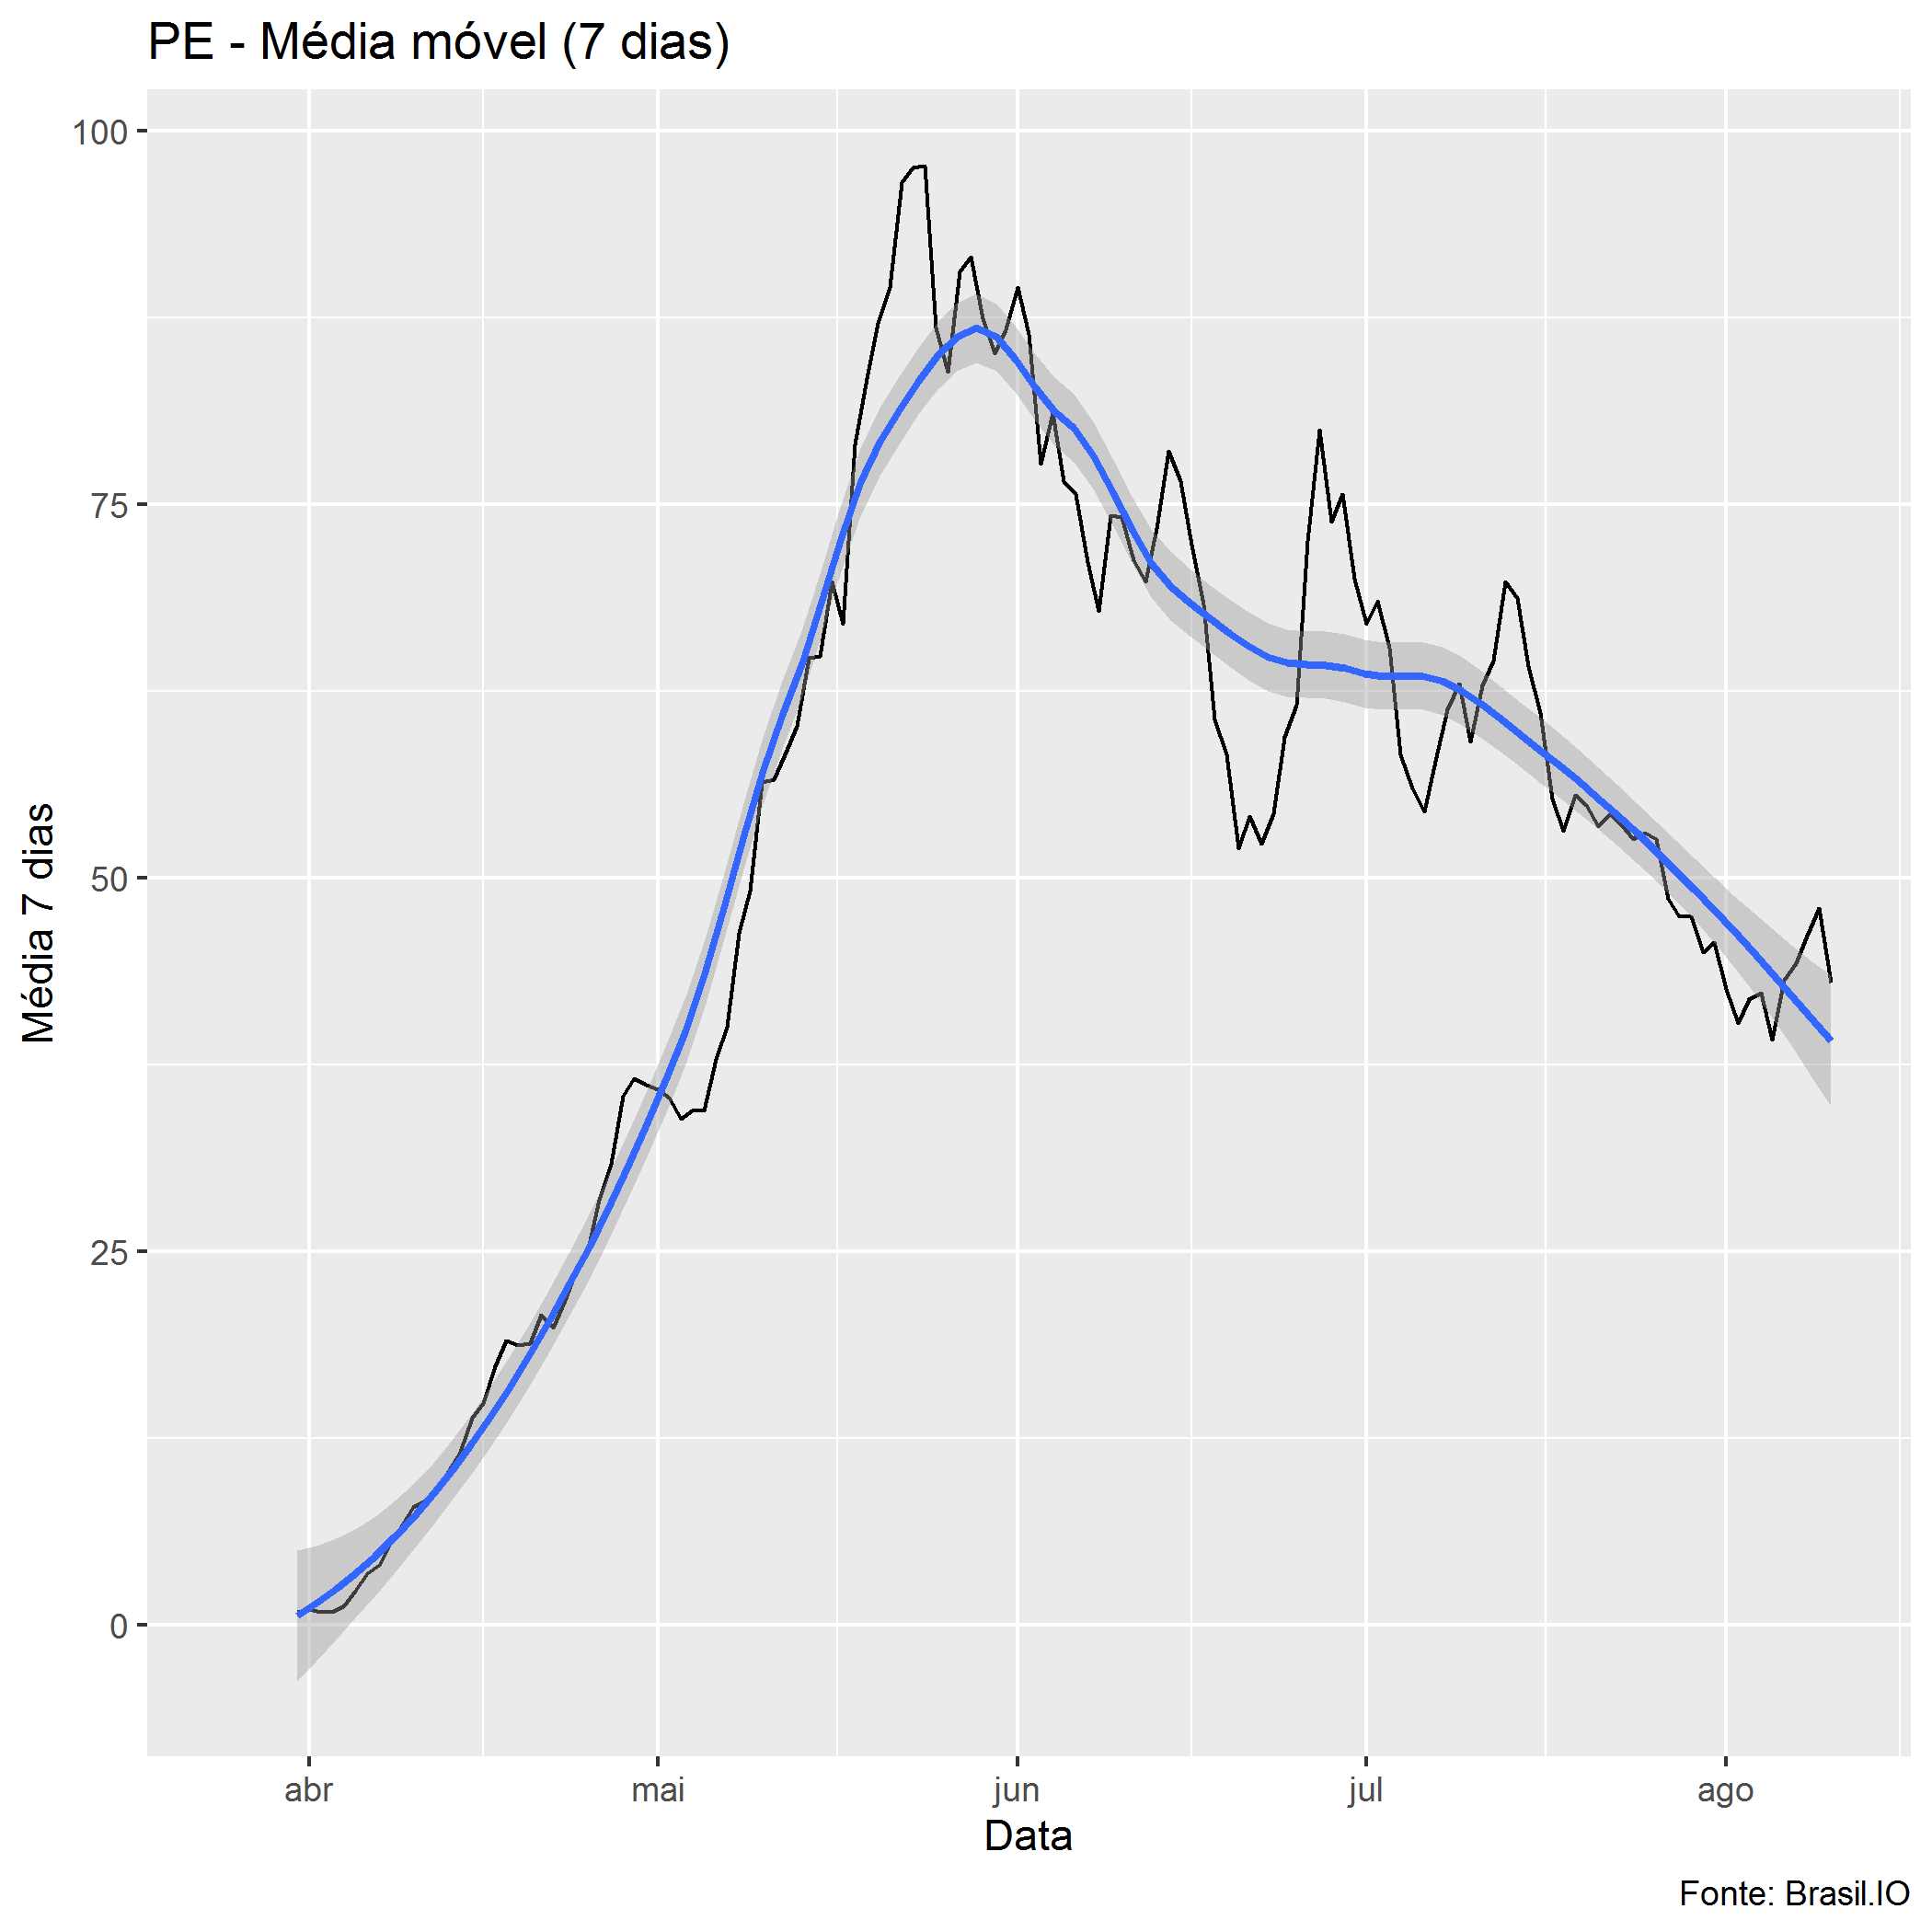 PE - Média móvel (7 dias)
Média 7 dias
100
75
50
25
0
abr mai jun jul ago
Data
Fonte: Brasil.IO